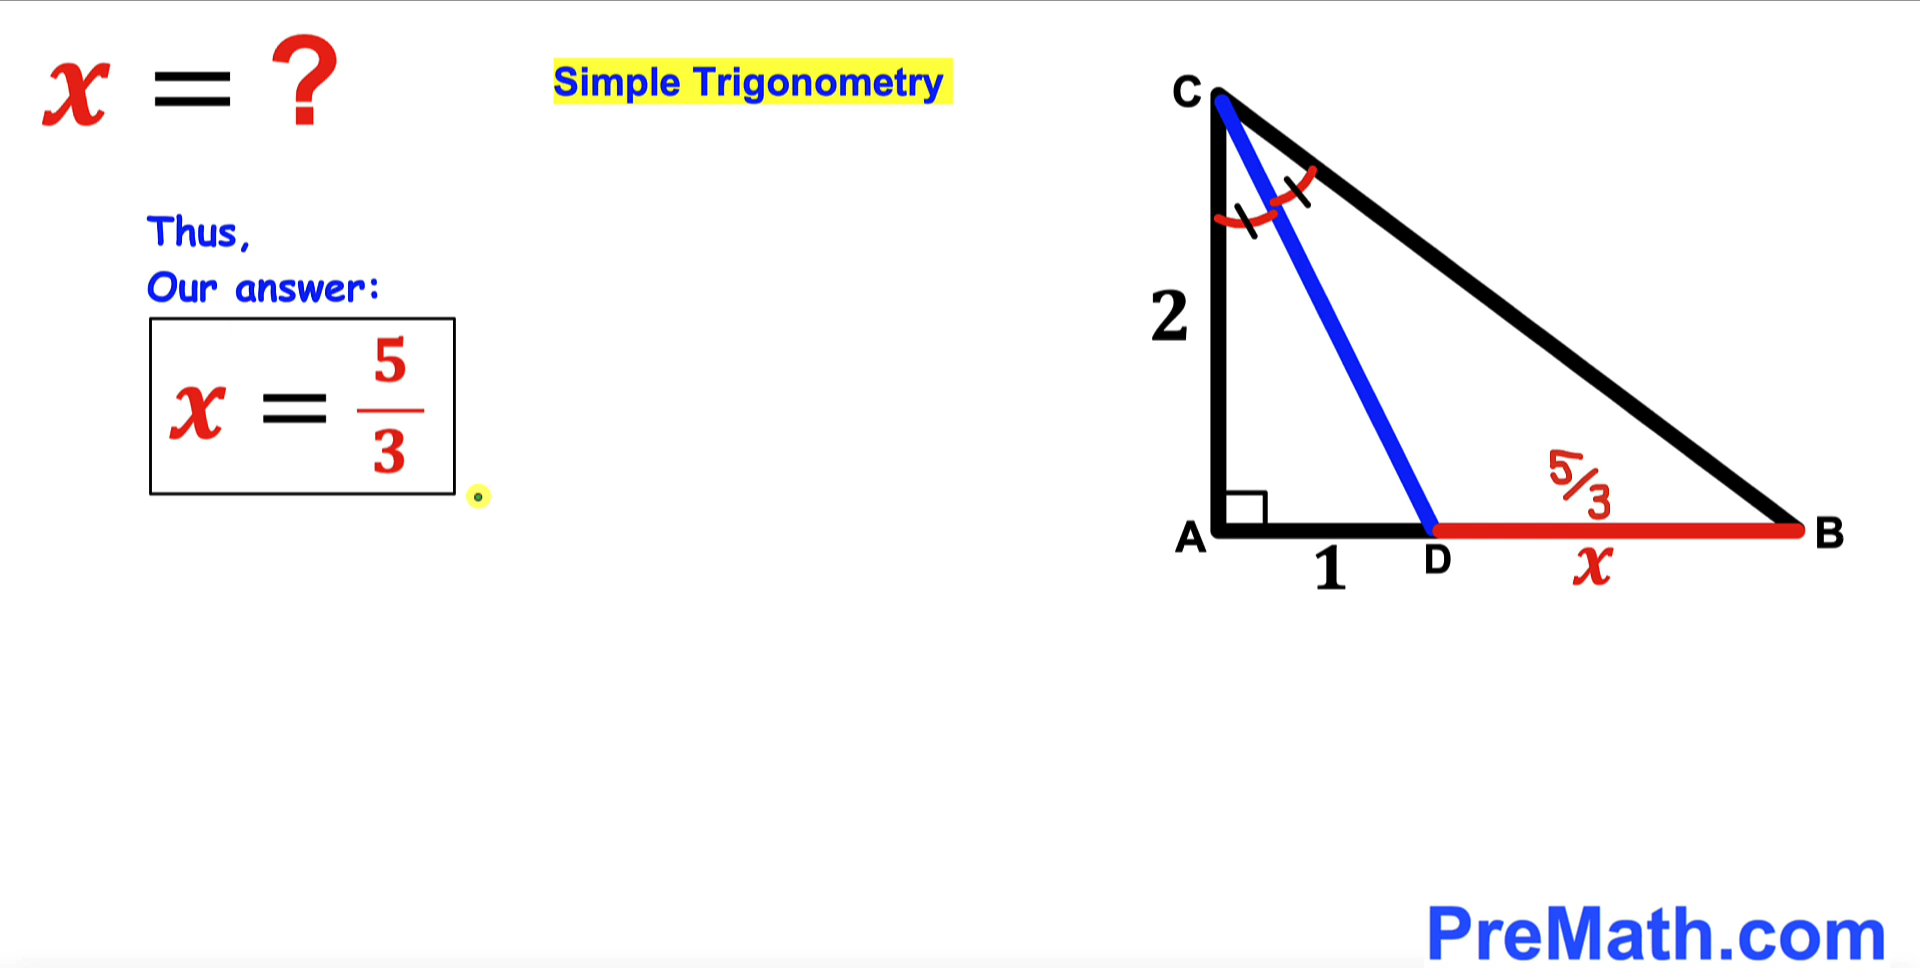 x = ?
Simple Trigonometry
Thus,
Our answer:
x = 5/3
C
2
5/3
A
1
D
x
B
PreMath.com